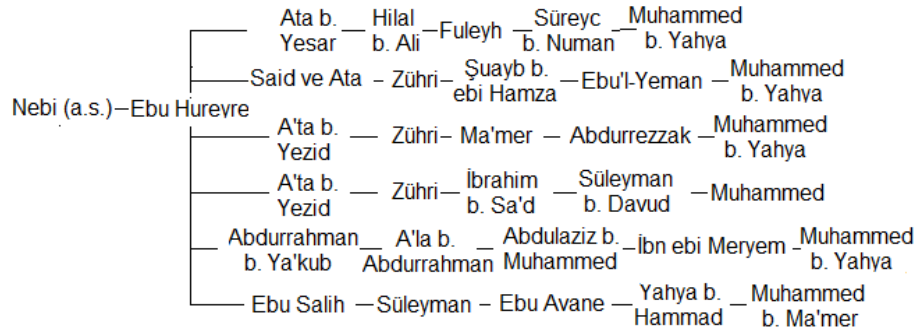 Ata b. Yesar – Hilal b. Ali – Fuleyh – Süreyc b. Numan – Muhammed b. Yahya
Said ve Ata – Zühri – Şuayb b. ebi Hamza – Ebu'l-Yeman – Muhammed b. Yahya
Nebi (a.s.) – Ebu Hureyre
A'ta b. Yezid – Zühri – Ma'mer – Abdurrezzak – Muhammed b. Yahya
A'ta b. Yezid – Zühri – İbrahim b. Sa'd – Süleyman b. Davud – Muhammed
Abdurrahman b. Ya'kub – A'la b. Abdurrahman – Abdulaziz b. Muhammed – İbn ebi Meryem – Muhammed b. Yahya
Ebu Salih – Süleyman – Ebu Avane – Yahya b. Hammad – Muhammed b. Ma'mer